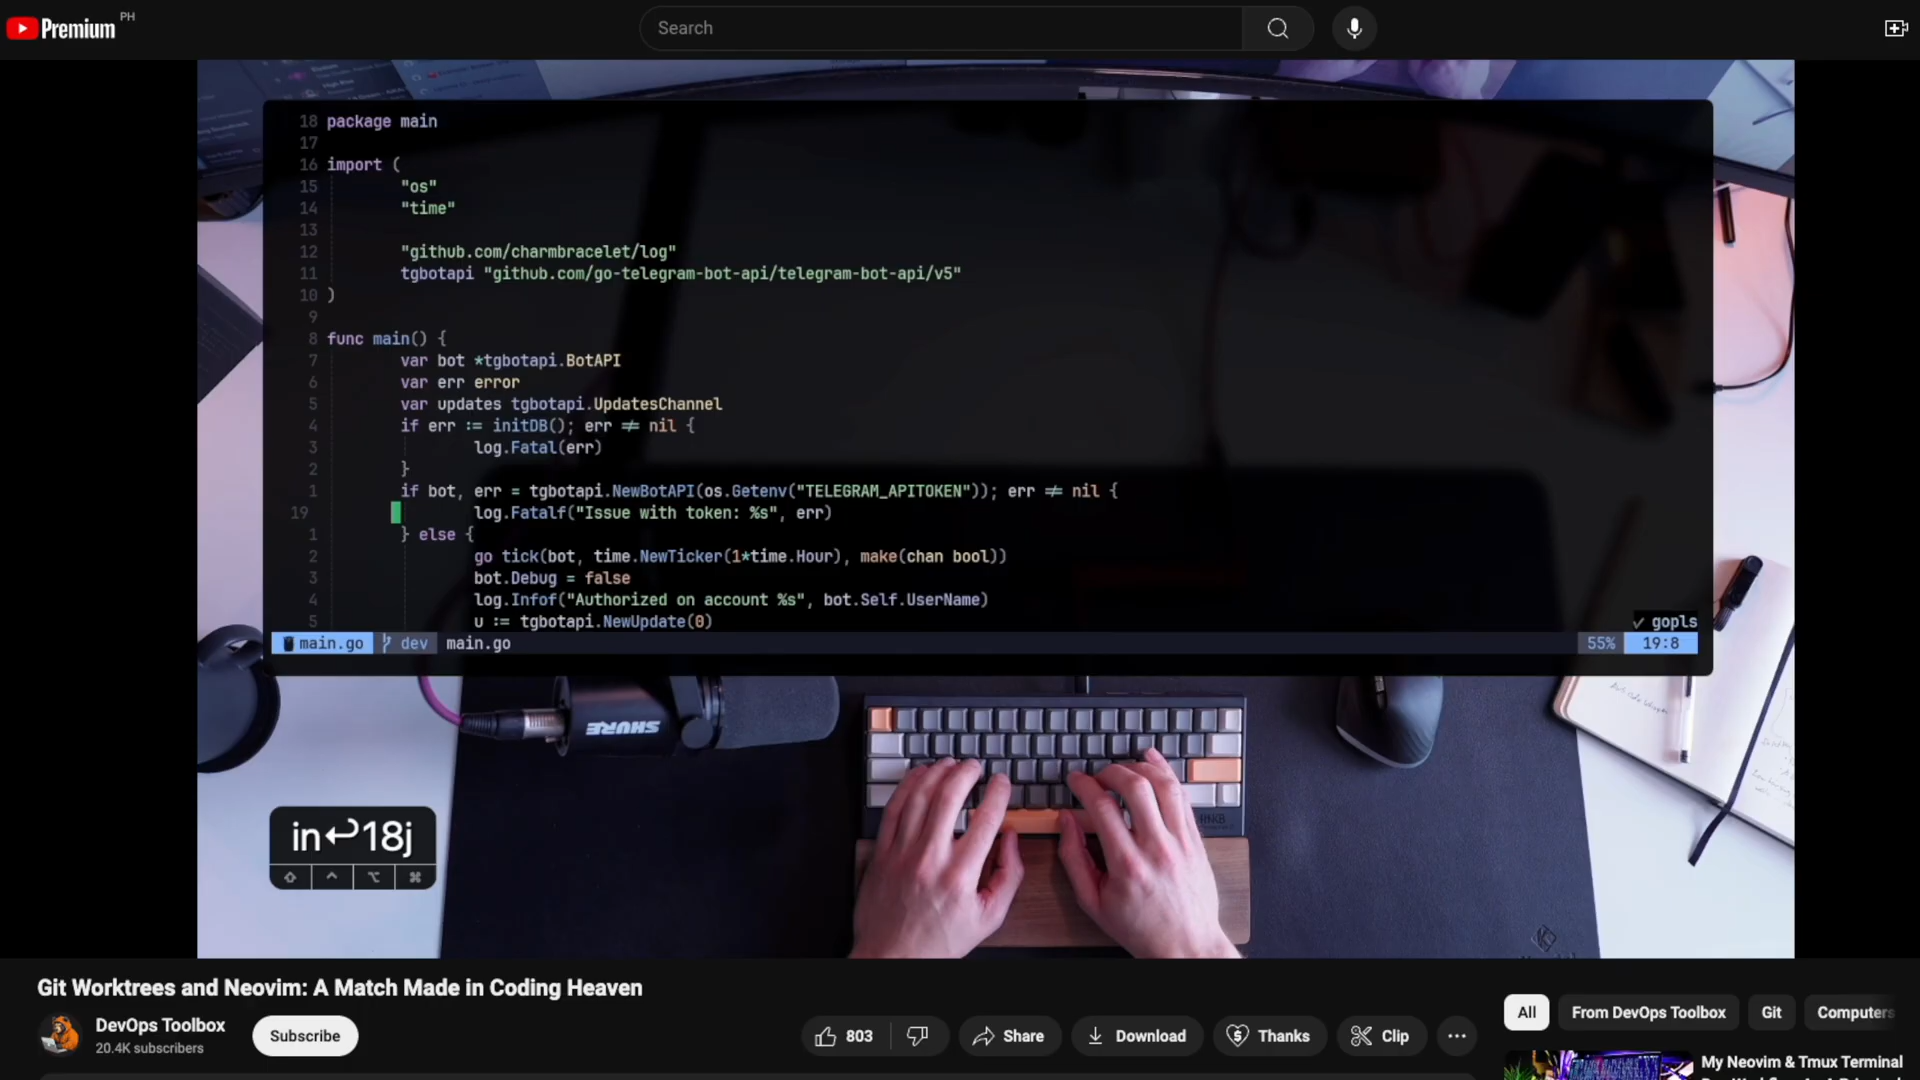 Premium PH
Search
18 package main
17
16 import (
15 "os"
14 "time"
13
12 "github.com/charmbracelet/log"
11 tgbotapi "github.com/go-telegram-bot-api/telegram-bot-api/v5"
10 )
9
8 func main() {
7 var bot *tgbotapi.BotAPI
6 var err error
5 var updates tgbotapi.UpdatesChannel
4 if err := initDB(); err ≠ nil {
3 log.Fatal(err)
2 }
1 if bot, err = tgbotapi.NewBotAPI(os.Getenv("TELEGRAM_APITOKEN")); err ≠ nil {
19 log.Fatalf("Issue with token: %s", err)
1 } else {
2 go tick(bot, time.NewTicker(1*time.Hour), make(chan bool))
3 bot.Debug = false
4 log.Infof("Authorized on account %s", bot.Self.UserName)
5 u := tgbotapi.NewUpdate(0)
✓ gopls
main.go dev main.go 55% 19:8
SHURE
HHKB
in↩18j
Git Worktrees and Neovim: A Match Made in Coding Heaven
DevOps Toolbox
20.4K subscribers
Subscribe
803
Share
Download
Thanks
Clip
All
From DevOps Toolbox
Git
Computers
My Neovim & Tmux Terminal